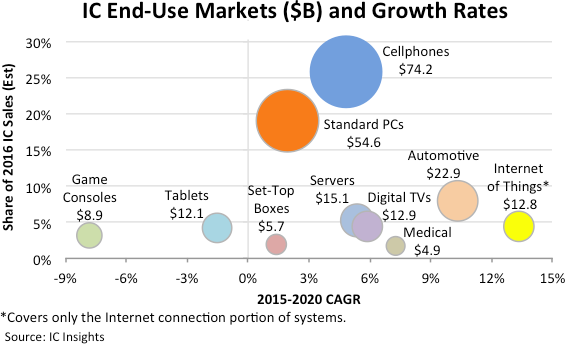 IC End-Use Markets ($B) and Growth Rates
Share of 2016 IC Sales (Est)
30%
25%
20%
15%
10%
5%
0%
Cellphones
$74.2
Standard PCs
$54.6
Automotive
$22.9
Internet
of Things*
$12.8
Game
Consoles
$8.9
Tablets
$12.1
Set-Top
Boxes
$5.7
Servers
$15.1
Digital TVs
$12.9
Medical
$4.9
-9% -6% -3% 0% 3% 6% 9% 12% 15%
2015-2020 CAGR
*Covers only the Internet connection portion of systems.
Source: IC Insights